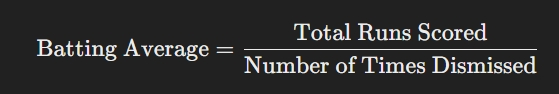 Batting Average = Total Runs Scored / Number of Times Dismissed